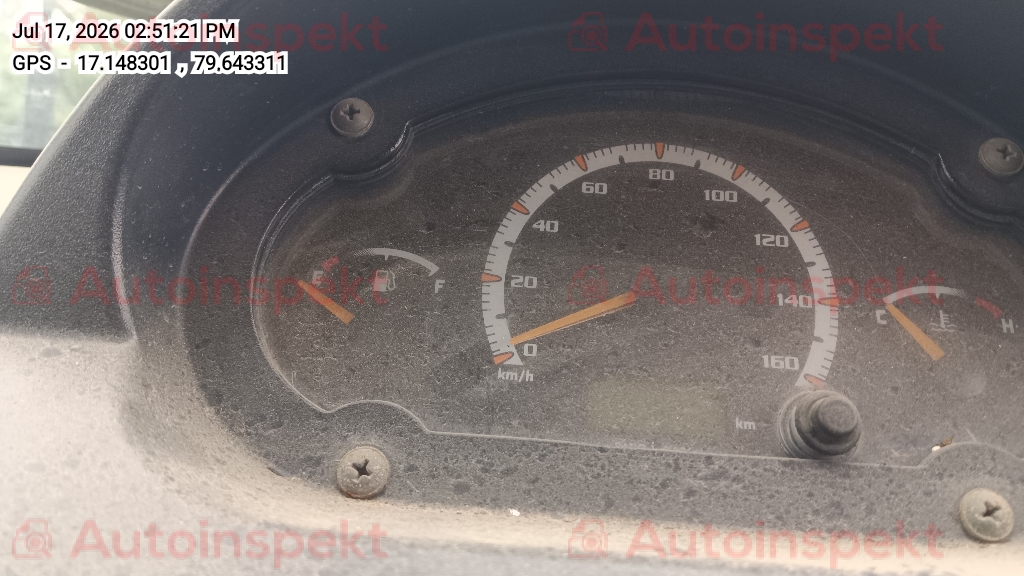 Jul 17, 2026 02:51:21 PM
GPS - 17.148301 , 79.643311
Autoinspekt Autoinspekt
80
60 100
40 120
E F 20 140 C H
0 160
km/h
km
Autoinspekt Autoinspekt
Autoinspekt Autoinspekt